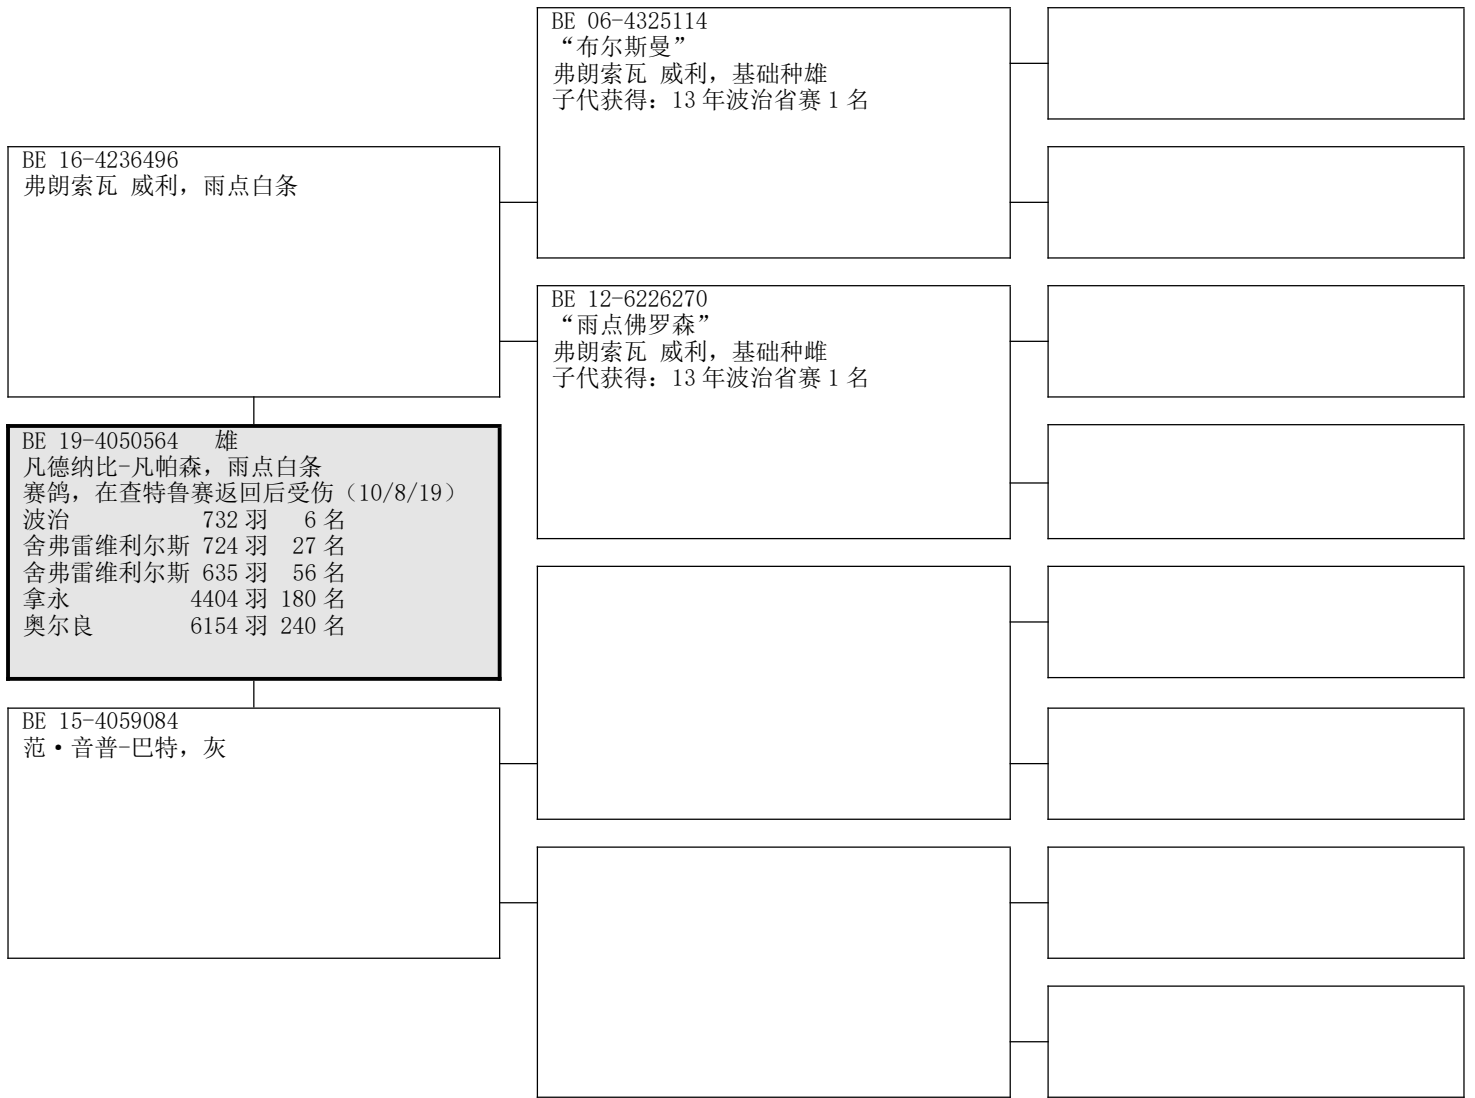 BE 06-4325114
“布尔斯曼”
弗朗索瓦 威利，基础种雄
子代获得：13 年波治省赛 1 名
BE 16-4236496
弗朗索瓦 威利，雨点白条
BE 12-6226270
“雨点佛罗森”
弗朗索瓦 威利，基础种雌
子代获得：13 年波治省赛 1 名
BE 19-4050564 雄
凡德纳比-凡帕森，雨点白条
赛鸽，在查特鲁赛返回后受伤（10/8/19）
波治 732 羽 6 名
舍弗雷维利尔斯 724 羽 27 名
舍弗雷维利尔斯 635 羽 56 名
拿永 4404 羽 180 名
奥尔良 6154 羽 240 名
BE 15-4059084
范·音普-巴特，灰